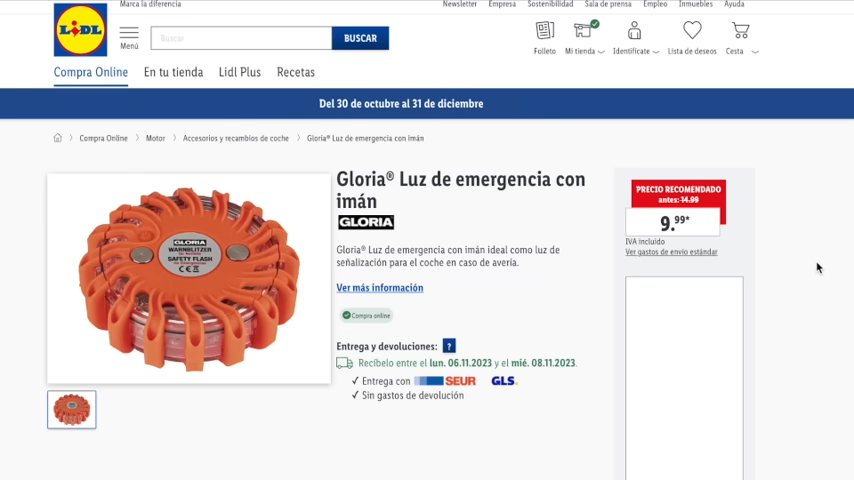 Marca la diferencia
Newsletter Empresa Sostenibilidad Sala de prensa Empleo Inmuebles Ayuda
LIDL
Menú
Buscar
BUSCAR
Folleto Mi tienda Identifícate Lista de deseos Cesta
Compra Online En tu tienda Lidl Plus Recetas
Del 30 de octubre al 31 de diciembre
Compra Online Motor Accesorios y recambios de coche Gloria® Luz de emergencia con imán
GLORIA
WARNBLITZER
SAFETY FLASH
CE
Gloria® Luz de emergencia con
imán
GLORIA
Gloria® Luz de emergencia con imán ideal como luz de
señalización para el coche en caso de avería.
Ver más información
Compra online
Entrega y devoluciones: ?
Recíbelo entre el lun. 06.11.2023 y el mié. 08.11.2023.
✓ Entrega con SEUR GLS.
✓ Sin gastos de devolución
PRECIO RECOMENDADO
antes: 14.99
9.99*
IVA incluido
Ver gastos de envío estándar